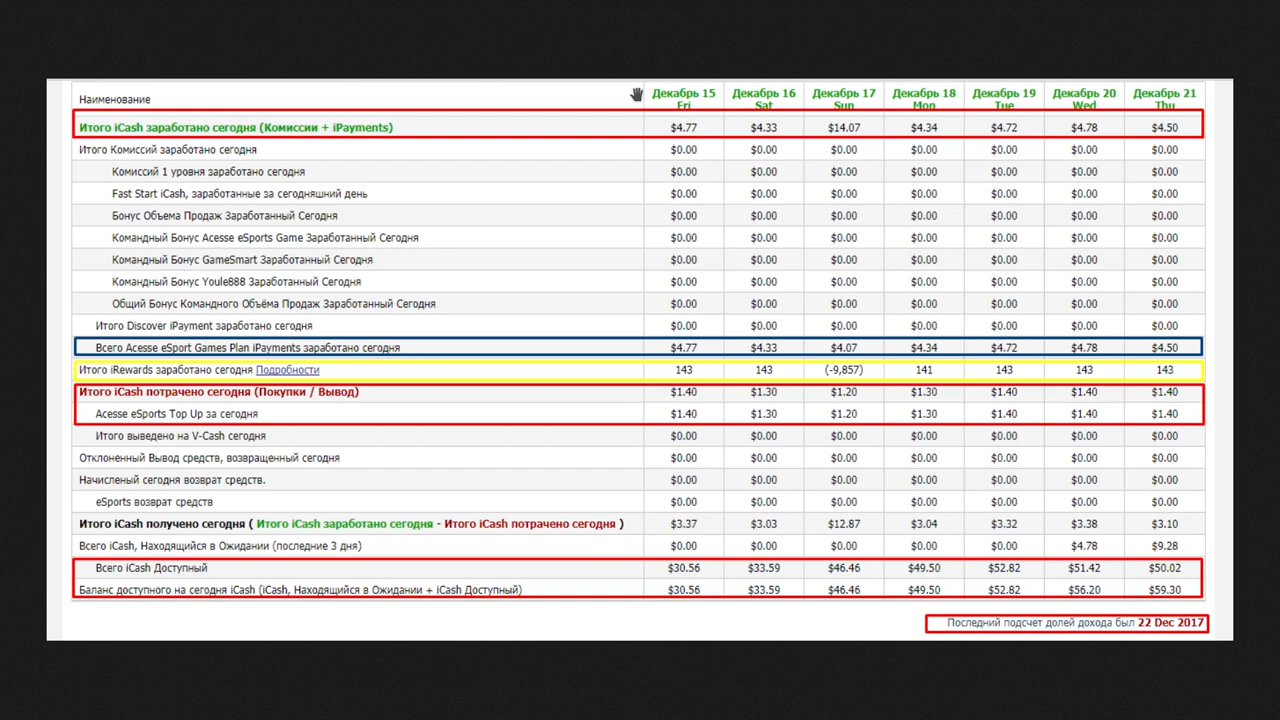 Наименование Декабрь 15 Декабрь 16 Декабрь 17 Декабрь 18 Декабрь 19 Декабрь 20 Декабрь 21
Fri Sat Sun Mon Tue Wed Thu
Итого iCash заработано сегодня (Комиссии + iPayments) $4.77 $4.33 $14.07 $4.34 $4.72 $4.78 $4.50
Итого Комиссий заработано сегодня $0.00 $0.00 $0.00 $0.00 $0.00 $0.00 $0.00
Комиссий 1 уровня заработано сегодня $0.00 $0.00 $0.00 $0.00 $0.00 $0.00 $0.00
Fast Start iCash, заработанные за сегодняшний день $0.00 $0.00 $0.00 $0.00 $0.00 $0.00 $0.00
Бонус Объема Продаж Заработанный Сегодня $0.00 $0.00 $0.00 $0.00 $0.00 $0.00 $0.00
Командный Бонус Acesse eSports Game Заработанный Сегодня $0.00 $0.00 $0.00 $0.00 $0.00 $0.00 $0.00
Командный Бонус GameSmart Заработанный Сегодня $0.00 $0.00 $0.00 $0.00 $0.00 $0.00 $0.00
Командный Бонус Youle888 Заработанный Сегодня $0.00 $0.00 $0.00 $0.00 $0.00 $0.00 $0.00
Общий Бонус Командного Объёма Продаж Заработанный Сегодня $0.00 $0.00 $0.00 $0.00 $0.00 $0.00 $0.00
Итого Discover iPayment заработано сегодня $0.00 $0.00 $0.00 $0.00 $0.00 $0.00 $0.00
Всего Acesse eSport Games Plan iPayments заработано сегодня $4.77 $4.33 $4.07 $4.34 $4.72 $4.78 $4.50
Итого iRewards заработано сегодня Подробности 143 143 (-9,857) 141 143 143 143
Итого iCash потрачено сегодня (Покупки / Вывод) $1.40 $1.30 $1.20 $1.30 $1.40 $1.40 $1.40
Acesse eSports Top Up за сегодня $1.40 $1.30 $1.20 $1.30 $1.40 $1.40 $1.40
Итого выведено на V-Cash сегодня $0.00 $0.00 $0.00 $0.00 $0.00 $0.00 $0.00
Отклоненный Вывод средств, возвращенный сегодня $0.00 $0.00 $0.00 $0.00 $0.00 $0.00 $0.00
Начисленый сегодня возврат средств. $0.00 $0.00 $0.00 $0.00 $0.00 $0.00 $0.00
eSports возврат средств $0.00 $0.00 $0.00 $0.00 $0.00 $0.00 $0.00
Итого iCash получено сегодня ( Итого iCash заработано сегодня - Итого iCash потрачено сегодня ) $3.37 $3.03 $12.87 $3.04 $3.32 $3.38 $3.10
Всего iCash, Находящийся в Ожидании (последние 3 дня) $0.00 $0.00 $0.00 $0.00 $0.00 $4.78 $9.28
Всего iCash Доступный $30.56 $33.59 $46.46 $49.50 $52.82 $51.42 $50.02
Баланс доступного на сегодня iCash (iCash, Находящийся в Ожидании + iCash Доступный) $30.56 $33.59 $46.46 $49.50 $52.82 $56.20 $59.30
Последний подсчет долей дохода был 22 Dec 2017